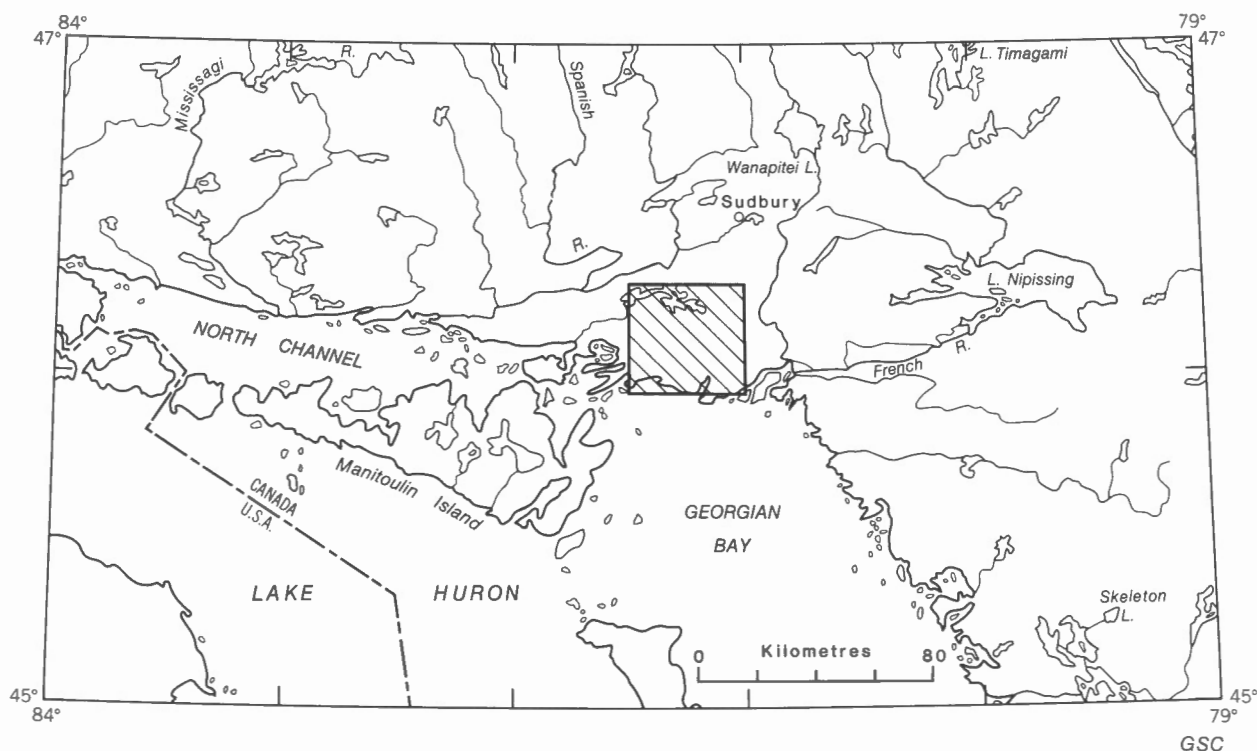 84°
79°
47°
47°
L. Timagami
R.
Mississagi
Spanish
Wanapitei L.
Sudbury
R.
L. Nipissing
NORTH CHANNEL
French R.
Manitoulin Island
CANADA
U.S.A.
GEORGIAN
BAY
LAKE HURON
Skeleton
L.
Kilometres
0 80
45°
45°
84°
79°
GSC